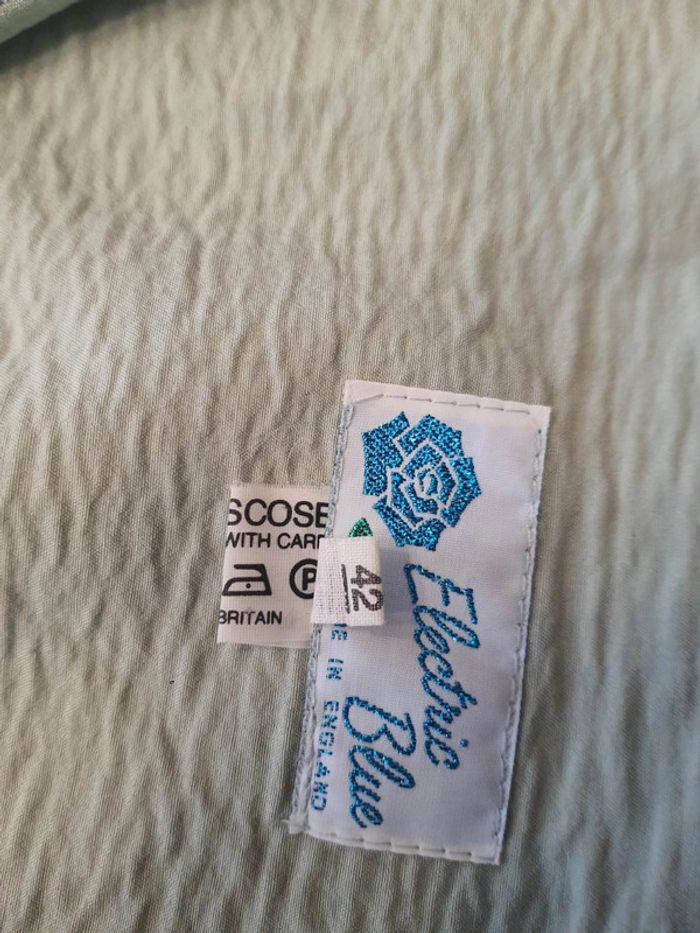 SCOSE
WITH CARE
P
BRITAIN
42
Electric
Blue
E IN ENGLAND